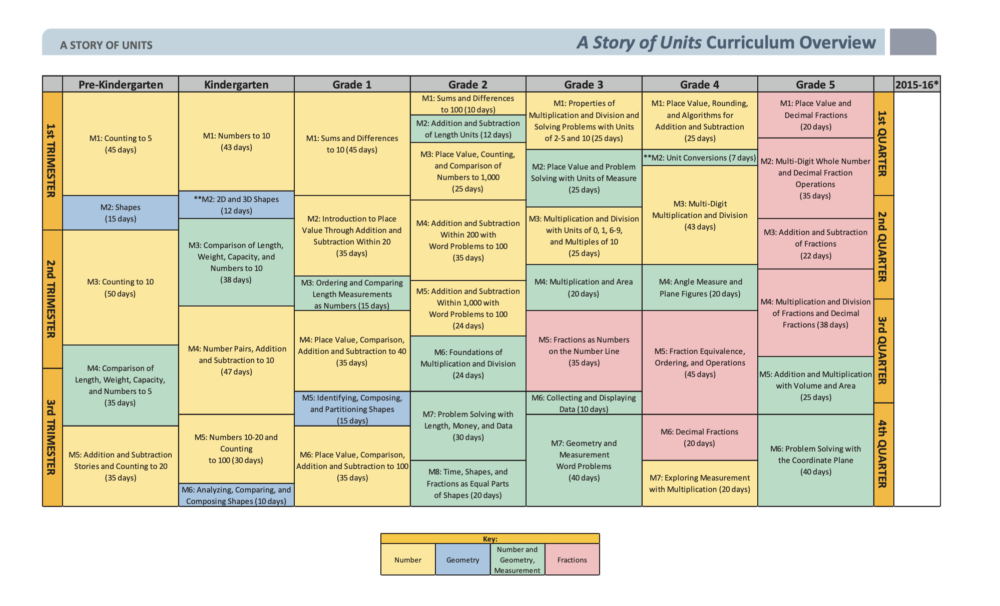 A STORY OF UNITS
A Story of Units Curriculum Overview
Pre-Kindergarten
Kindergarten
Grade 1
Grade 2
Grade 3
Grade 4
Grade 5
2015-16*
1st TRIMESTER
2nd TRIMESTER
3rd TRIMESTER
M1: Counting to 5
(45 days)
M2: Shapes
(15 days)
M3: Counting to 10
(50 days)
M4: Comparison of
Length, Weight, Capacity,
and Numbers to 5
(35 days)
M5: Addition and Subtraction
Stories and Counting to 20
(35 days)
M1: Numbers to 10
(43 days)
**M2: 2D and 3D Shapes
(12 days)
M3: Comparison of Length,
Weight, Capacity, and
Numbers to 10
(38 days)
M4: Number Pairs, Addition
and Subtraction to 10
(47 days)
M5: Numbers 10-20 and
Counting
to 100 (30 days)
M6: Analyzing, Comparing, and
Composing Shapes (10 days)
M1: Sums and Differences
to 10 (45 days)
M2: Introduction to Place
Value Through Addition and
Subtraction Within 20
(35 days)
M3: Ordering and Comparing
Length Measurements
as Numbers (15 days)
M4: Place Value, Comparison,
Addition and Subtraction to 40
(35 days)
M5: Identifying, Composing,
and Partitioning Shapes
(15 days)
M6: Place Value, Comparison,
Addition and Subtraction to 100
(35 days)
M1: Sums and Differences
to 100 (10 days)
M2: Addition and Subtraction
of Length Units (12 days)
M3: Place Value, Counting,
and Comparison of
Numbers to 1,000
(25 days)
M4: Addition and Subtraction
Within 200 with
Word Problems to 100
(35 days)
M5: Addition and Subtraction
Within 1,000 with
Word Problems to 100
(24 days)
M6: Foundations of
Multiplication and Division
(24 days)
M7: Problem Solving with
Length, Money, and Data
(30 days)
M8: Time, Shapes, and
Fractions as Equal Parts
of Shapes (20 days)
M1: Properties of
Multiplication and Division and
Solving Problems with Units
of 2-5 and 10 (25 days)
M2: Place Value and Problem
Solving with Units of Measure
(25 days)
M3: Multiplication and Division
with Units of 0, 1, 6-9,
and Multiples of 10
(25 days)
M4: Multiplication and Area
(20 days)
M5: Fractions as Numbers
on the Number Line
(35 days)
M6: Collecting and Displaying
Data (10 days)
M7: Geometry and
Measurement
Word Problems
(40 days)
M1: Place Value, Rounding,
and Algorithms for
Addition and Subtraction
(25 days)
**M2: Unit Conversions (7 days)
M3: Multi-Digit
Multiplication and Division
(43 days)
M4: Angle Measure and
Plane Figures (20 days)
M5: Fraction Equivalence,
Ordering, and Operations
(45 days)
M6: Decimal Fractions
(20 days)
M7: Exploring Measurement
with Multiplication (20 days)
M1: Place Value and
Decimal Fractions
(20 days)
M2: Multi-Digit Whole Number
and Decimal Fraction
Operations
(35 days)
M3: Addition and Subtraction
of Fractions
(22 days)
M4: Multiplication and Division
of Fractions and Decimal
Fractions (38 days)
M5: Addition and Multiplication
with Volume and Area
(25 days)
M6: Problem Solving with
the Coordinate Plane
(40 days)
1st QUARTER
2nd QUARTER
3rd QUARTER
4th QUARTER
Key:
Number
Geometry
Number and
Geometry,
Measurement
Fractions